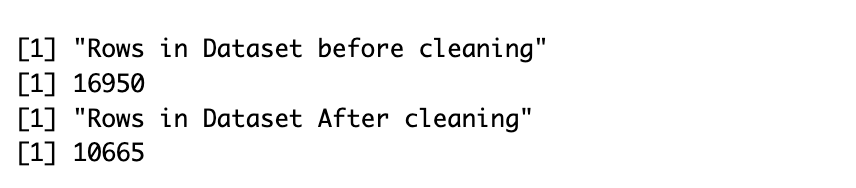 [1] "Rows in Dataset before cleaning"
[1] 16950
[1] "Rows in Dataset After cleaning"
[1] 10665